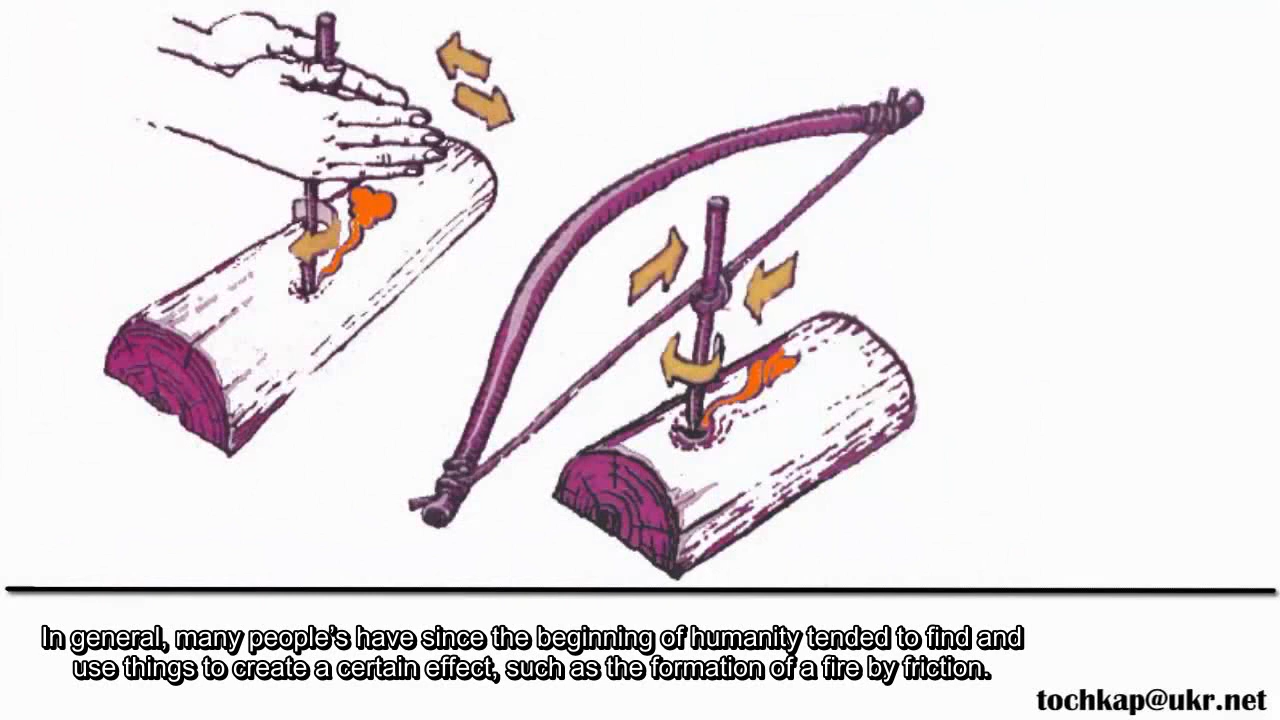 In general, many people's have since the beginning of humanity tended to find and
use things to create a certain effect, such as the formation of a fire by friction.
tochkap@ukr.net